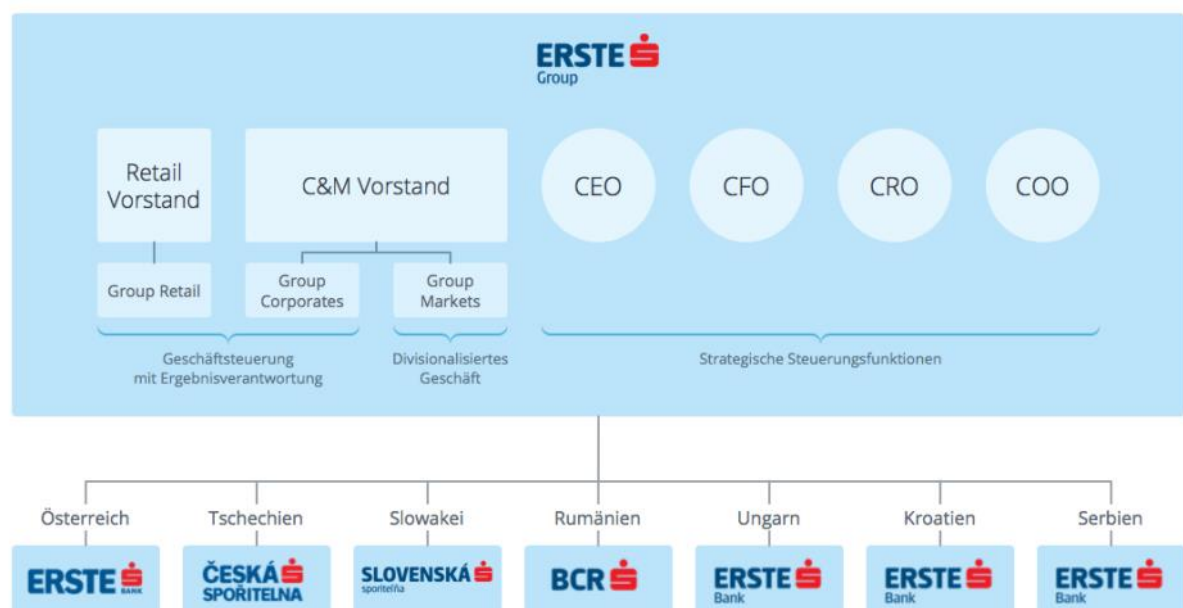 ERSTE
Group
Retail
Vorstand
C&M Vorstand
CEO
CFO
CRO
COO
Group Retail
Group
Corporates
Group
Markets
Geschäftsteuerung
mit Ergebnisverantwortung
Divisionalisiertes
Geschäft
Strategische Steuerungsfunktionen
Österreich
Tschechien
Slowakei
Rumänien
Ungarn
Kroatien
Serbien
ERSTE BANK
ČESKÁ
SPOŘITELNA
SLOVENSKÁ
sporiteľňa
BCR
ERSTE
Bank
ERSTE
Bank
ERSTE
Bank